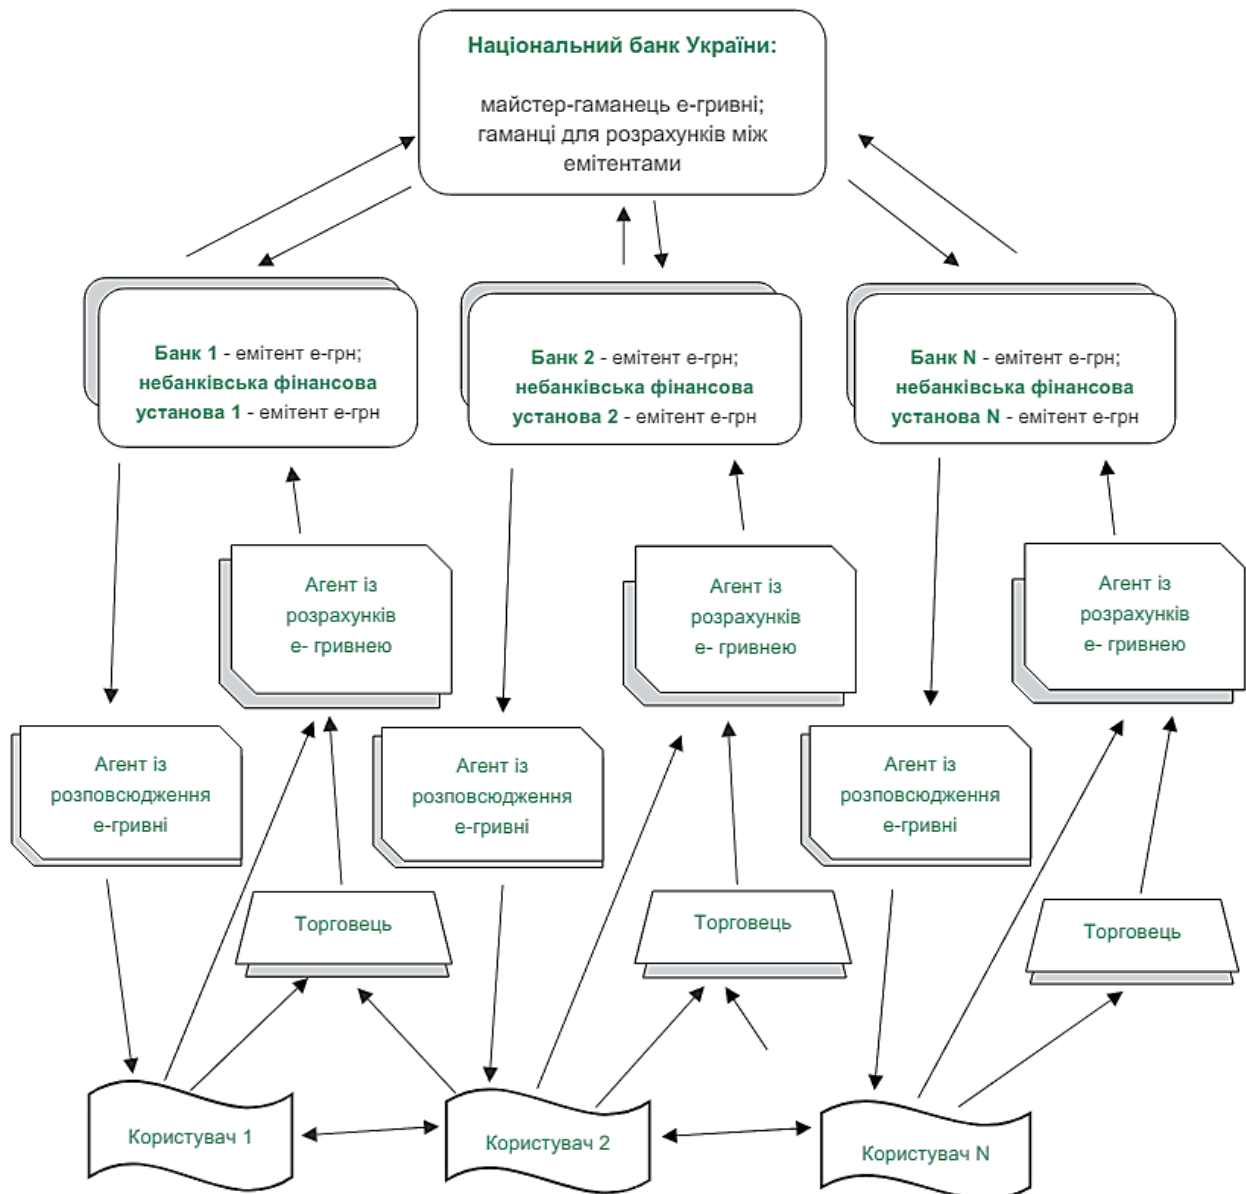 Національний банк України:
майстер-гаманець е-гривні;
гаманці для розрахунків між
емітентами
Банк 1 - емітент е-грн;
небанківська фінансова
установа 1 - емітент е-грн
Банк 2 - емітент е-грн;
небанківська фінансова
установа 2 - емітент е-грн
Банк N - емітент е-грн;
небанківська фінансова
установа N - емітент е-грн
Агент із
розрахунків
е- гривнею
Агент із
розрахунків
е- гривнею
Агент із
розрахунків
е- гривнею
Агент із
розповсюдження
е-гривні
Агент із
розповсюдження
е-гривні
Агент із
розповсюдження
е-гривні
Торговець
Торговець
Торговець
Користувач 1
Користувач 2
Користувач N